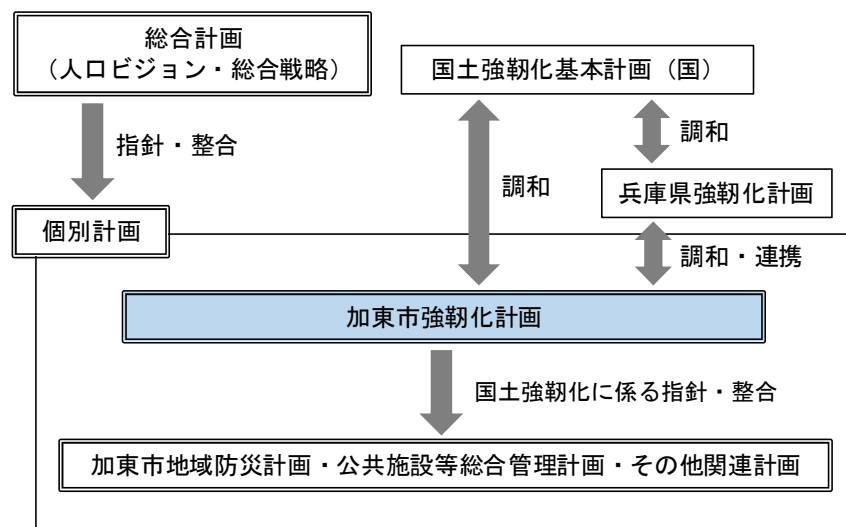 総合計画
（人口ビジョン・総合戦略）
国土強靭化基本計画（国）
指針・整合
調和
調和
兵庫県強靭化計画
個別計画
調和・連携
加東市強靭化計画
国土強靭化に係る指針・整合
加東市地域防災計画・公共施設等総合管理計画・その他関連計画